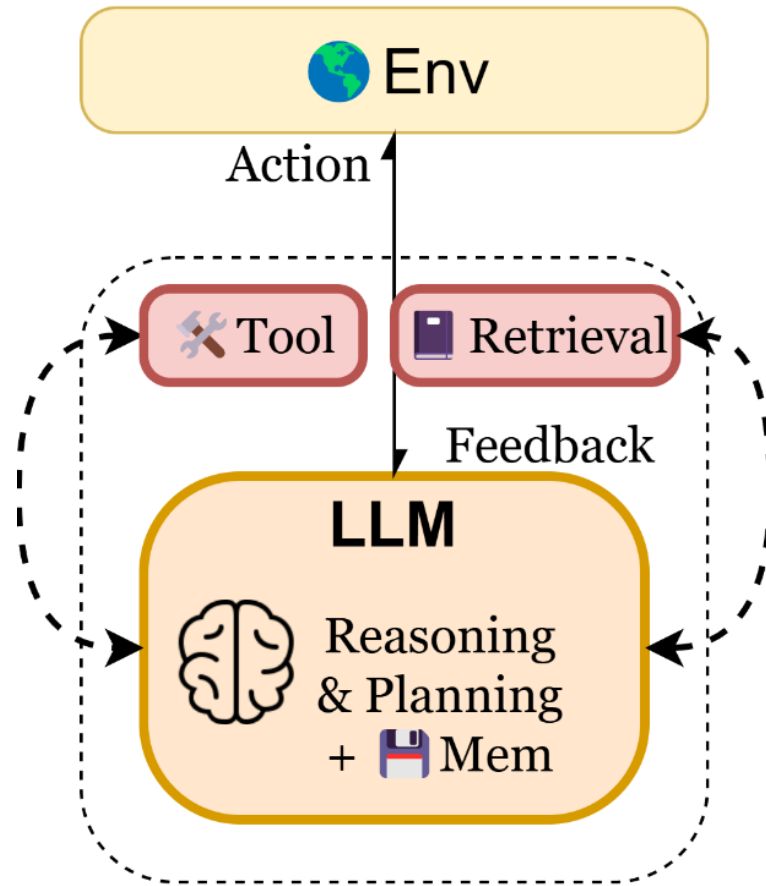 Env
Action
Tool
Retrieval
Feedback
LLM
Reasoning
& Planning
+ Mem